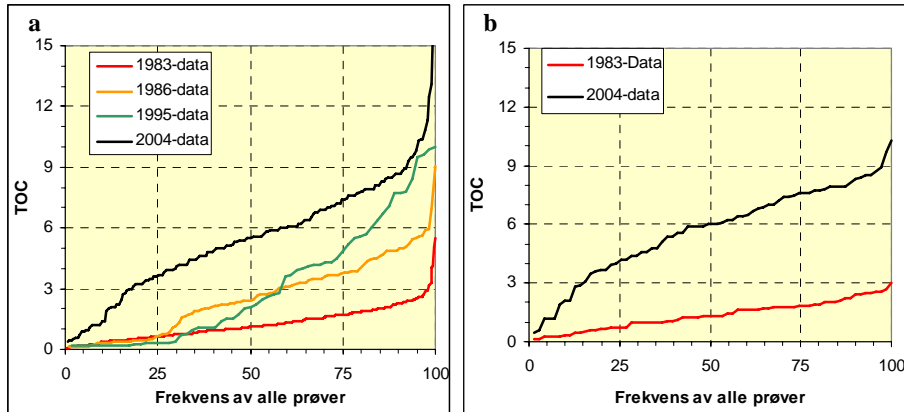 a
15
12
9
6
3
0
TOC
1983-data
1986-data
1995-data
2004-data
0 25 50 75 100
Frekvens av alle prøver
b
15
12
9
6
3
0
TOC
1983-Data
2004-data
0 25 50 75 100
Frekvens av alle prøver